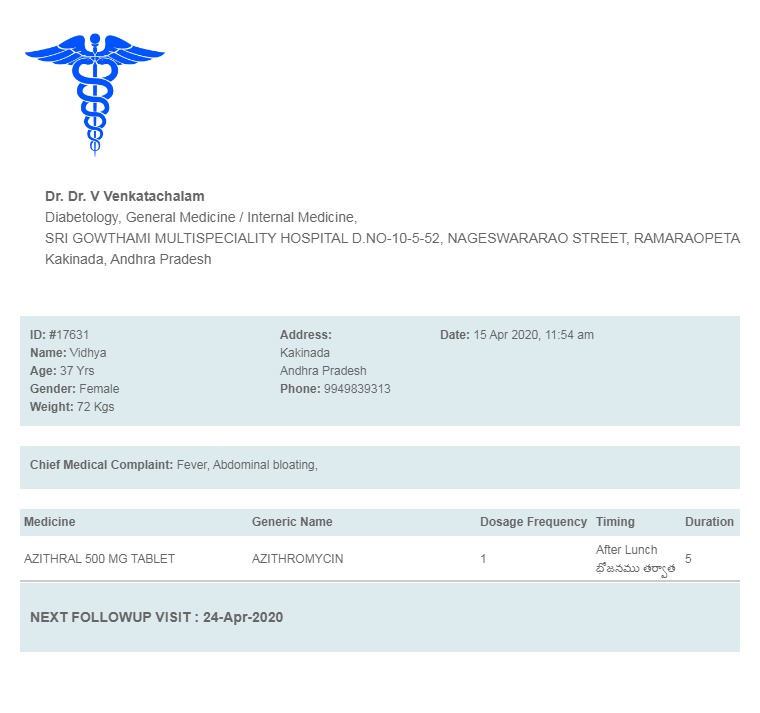 Dr. Dr. V Venkatachalam
Diabetology, General Medicine / Internal Medicine,
SRI GOWTHAMI MULTISPECIALITY HOSPITAL D.NO-10-5-52, NAGESWARARAO STREET, RAMARAOPETA
Kakinada, Andhra Pradesh
ID: #17631
Name: Vidhya
Age: 37 Yrs
Gender: Female
Weight: 72 Kgs
Address:
Kakinada
Andhra Pradesh
Phone: 9949839313
Date: 15 Apr 2020, 11:54 am
Chief Medical Complaint: Fever, Abdominal bloating,
Medicine Generic Name Dosage Frequency Timing Duration
AZITHRAL 500 MG TABLET AZITHROMYCIN 1 After Lunch 5
భోజనము తర్వాత
NEXT FOLLOWUP VISIT : 24-Apr-2020